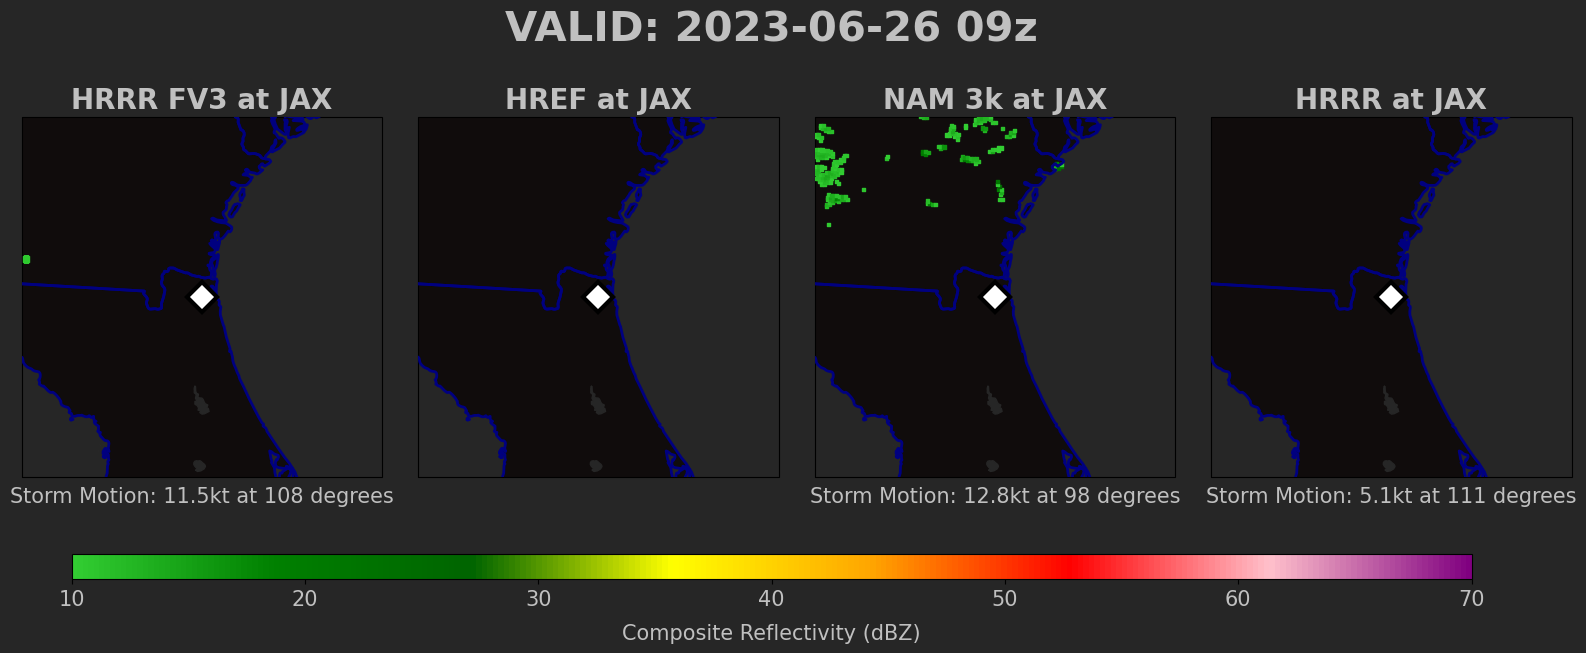 VALID: 2023-06-26 09z
HRRR FV3 at JAX
HREF at JAX
NAM 3k at JAX
HRRR at JAX
Storm Motion: 11.5kt at 108 degrees
Storm Motion: 12.8kt at 98 degrees
Storm Motion: 5.1kt at 111 degrees
10 20 30 40 50 60 70
Composite Reflectivity (dBZ)